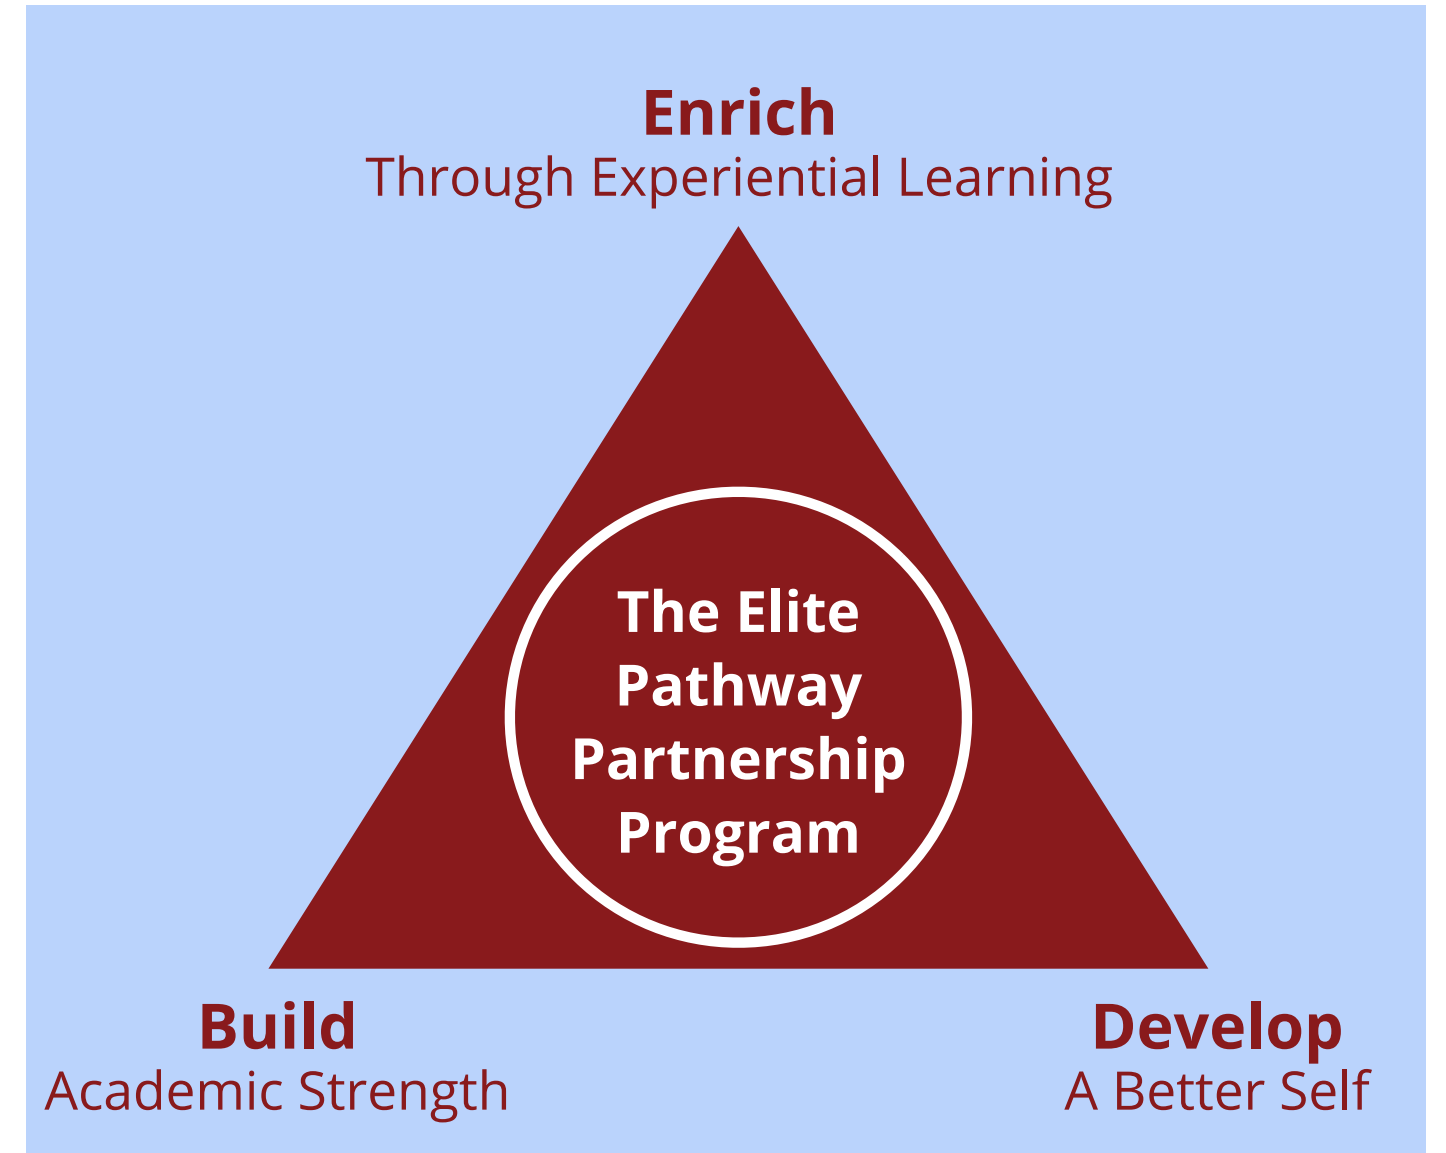 Enrich
Through Experiential Learning
The Elite
Pathway
Partnership
Program
Build
Academic Strength
Develop
A Better Self